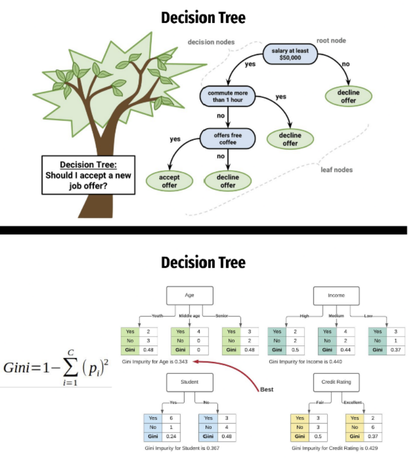 Decision Tree
decision nodes
root node
salary at least
$50,000
yes
no
commute more
than 1 hour
decline
offer
yes
no
offers free
coffee
decline
offer
yes
no
accept
offer
decline
offer
leaf nodes
Decision Tree:
Should I accept a new
job offer?
Decision Tree
Age
Youth
Middle age
Senior
Yes 2
No 3
Gini 0.48
Yes 4
No 0
Gini 0
Yes 3
No 2
Gini 0.48
Gini Impurity for Age is 0.343
Income
High
Medium
Low
Yes 2
No 2
Gini 0.5
Yes 4
No 2
Gini 0.44
Yes 3
No 1
Gini 0.37
Gini Impurity for Income is 0.440
Gini=1-∑ᵢ₌₁ᶜ (pᵢ)²
Best
Student
Yes
No
Yes 6
No 1
Gini 0.24
Yes 3
No 4
Gini 0.48
Gini Impurity for Student is 0.367
Credit Rating
Fair
Excellent
Yes 3
No 3
Gini 0.5
Yes 2
No 6
Gini 0.37
Gini Impurity for Credit Rating is 0.429